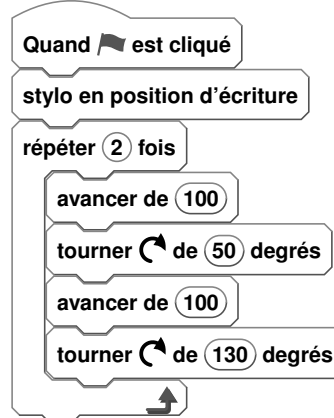 Quand est cliqué
stylo en position d'écriture
répéter 2 fois
avancer de 100
tourner de 50 degrés
avancer de 100
tourner de 130 degrés